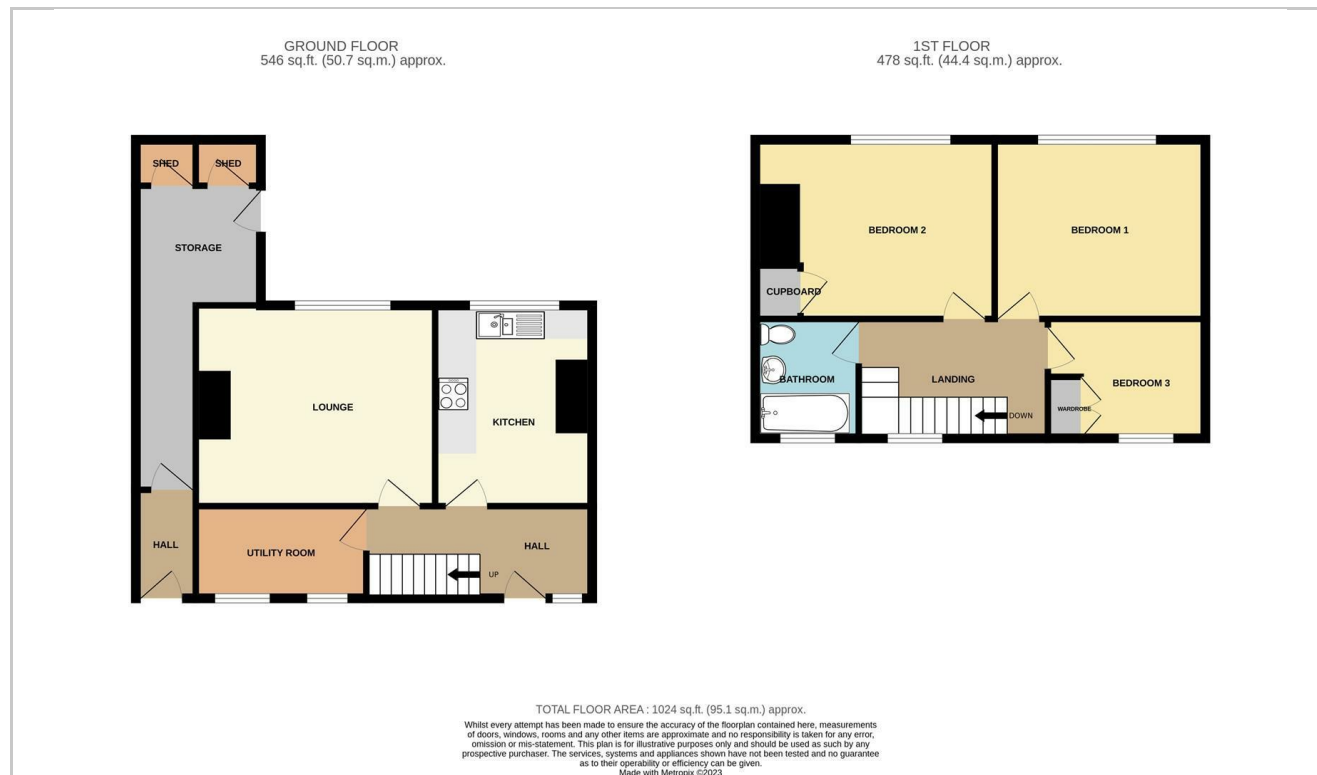 GROUND FLOOR
546 sq.ft. (50.7 sq.m.) approx.
1ST FLOOR
478 sq.ft. (44.4 sq.m.) approx.
SHED
SHED
STORAGE
LOUNGE
KITCHEN
HALL
UTILITY ROOM
UP
HALL
BEDROOM 2
BEDROOM 1
CUPBOARD
BATHROOM
LANDING
BEDROOM 3
WARDROBE
DOWN
TOTAL FLOOR AREA : 1024 sq.ft. (95.1 sq.m.) approx.
Whilst every attempt has been made to ensure the accuracy of the floorplan contained here, measurements
of doors, windows, rooms and any other items are approximate and no responsibility is taken for any error,
omission or mis-statement. This plan is for illustrative purposes only and should be used as such by any
prospective purchaser. The services, systems and appliances shown have not been tested and no guarantee
as to their operability or efficiency can be given.
Made with Metropix ©2023